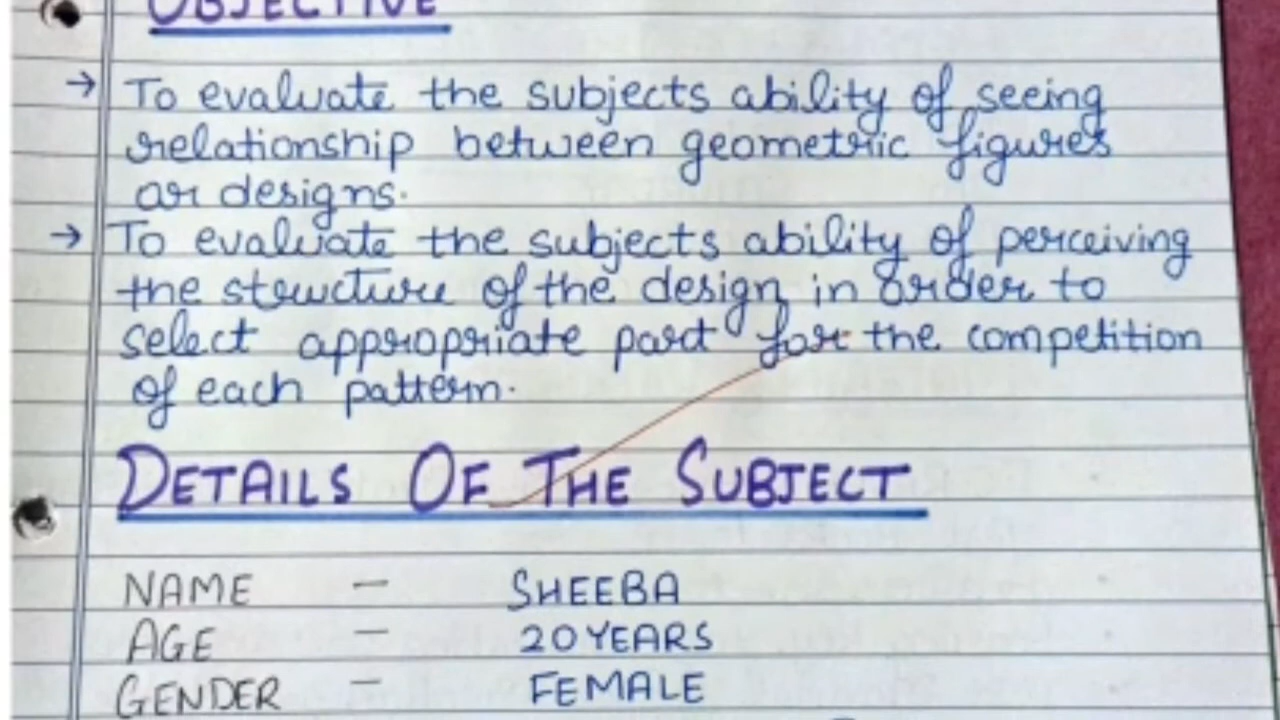 OBJECTIVE
→ To evaluate the subjects ability of seeing
relationship between geometric figures
or designs.
→ To evaluate the subjects ability of perceiving
the structure of the design in order to
select appropriate part for the competition
of each pattern.
DETAILS OF THE SUBJECT
NAME - SHEEBA
AGE - 20 YEARS
GENDER - FEMALE